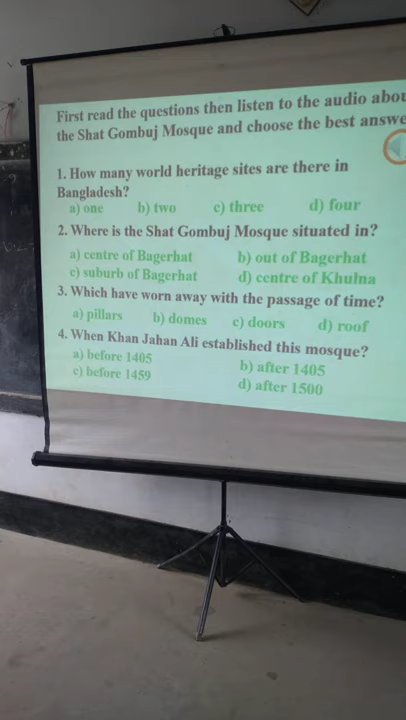 First read the questions then listen to the audio
the Shat Gombuj Mosque and choose the best
1. How many world heritage sites are there in
Bangladesh?
a) one b) two c) three d) four
2. Where is the Shat Gombuj Mosque situated in?
a) centre of Bagerhat b) out of Bagerhat
c) suburb of Bagerhat d) centre of Khulna
3. Which have worn away with the passage of time?
a) pillars b) domes c) doors d) roof
4. When Khan Jahan Ali established this mosque?
a) before 1405 b) after 1405
c) before 1459 d) after 1500